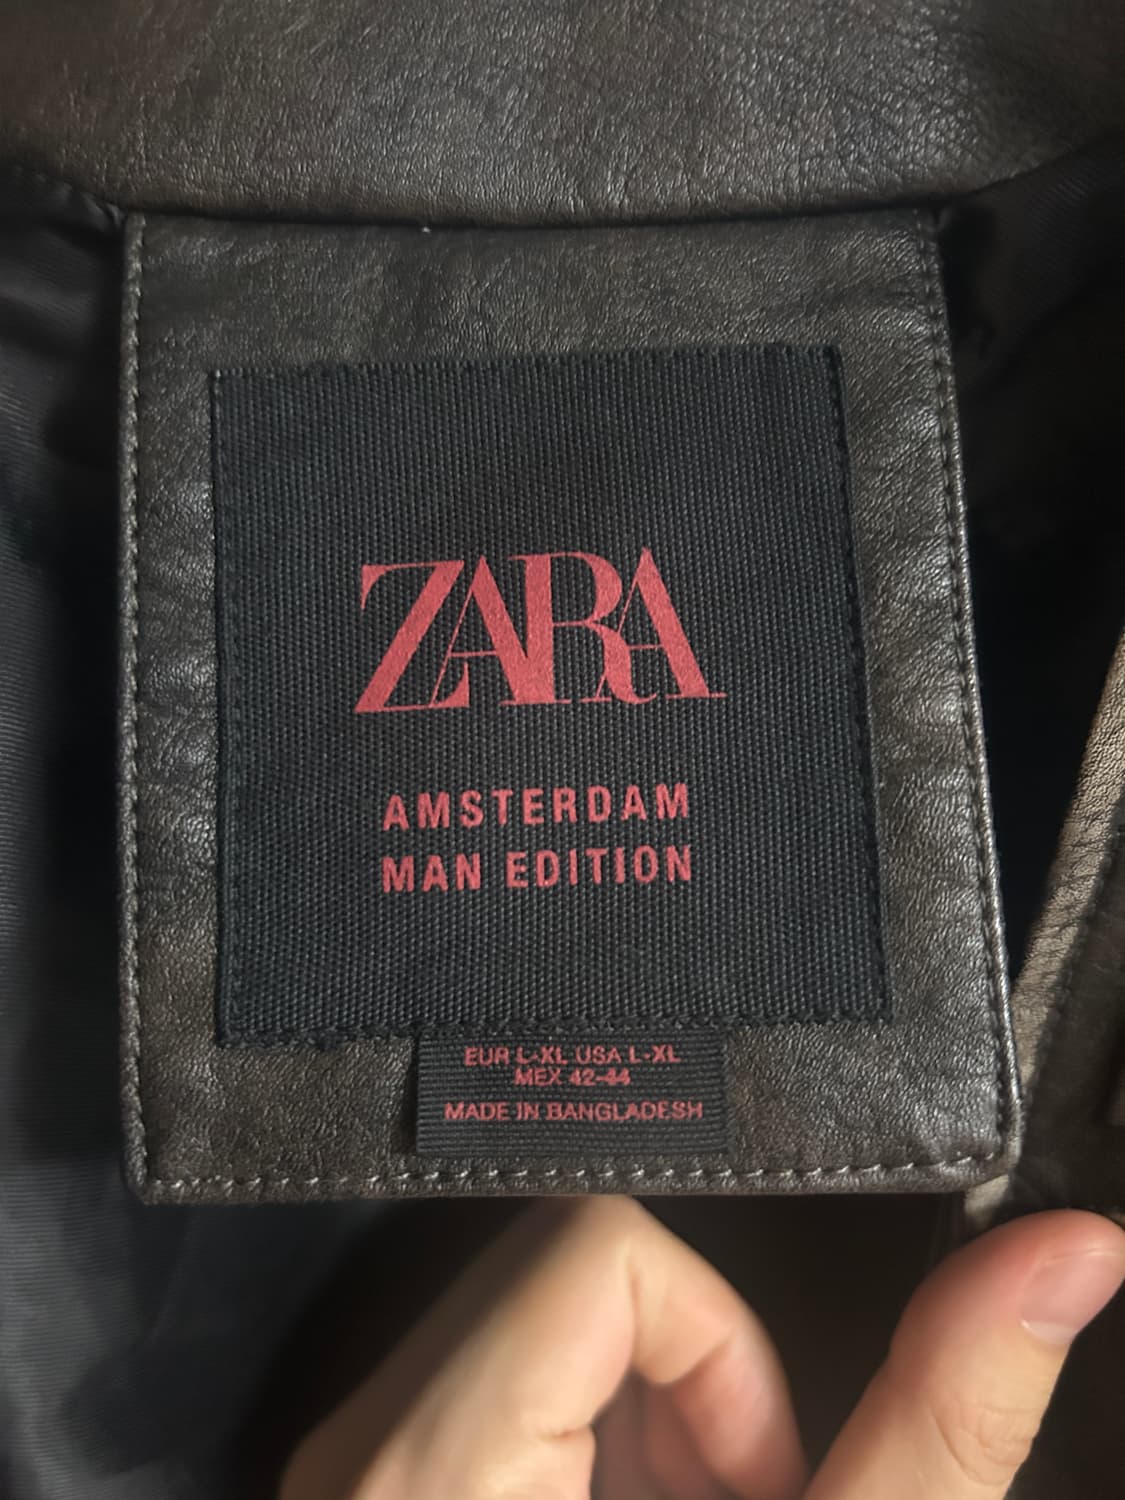 ZARA
AMSTERDAM
MAN EDITION
EUR L-XL USA L-XL
MEX 42-44
MADE IN BANGLADESH